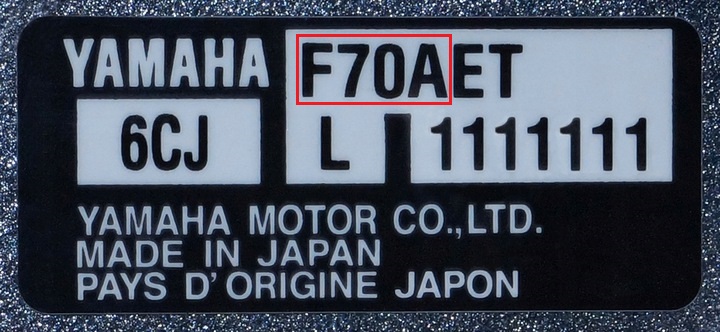 YAMAHA F70AET
6CJ L 1111111
YAMAHA MOTOR CO.,LTD.
MADE IN JAPAN
PAYS D'ORIGINE JAPON